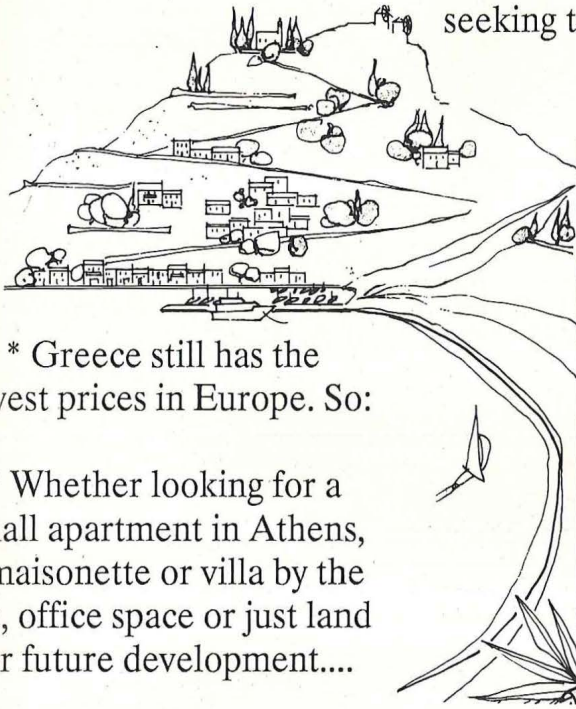 seeking t
* Greece still has the
vest prices in Europe. So:
Whether looking for a
all apartment in Athens,
naisonette or villa by the
, office space or just land
r future development....